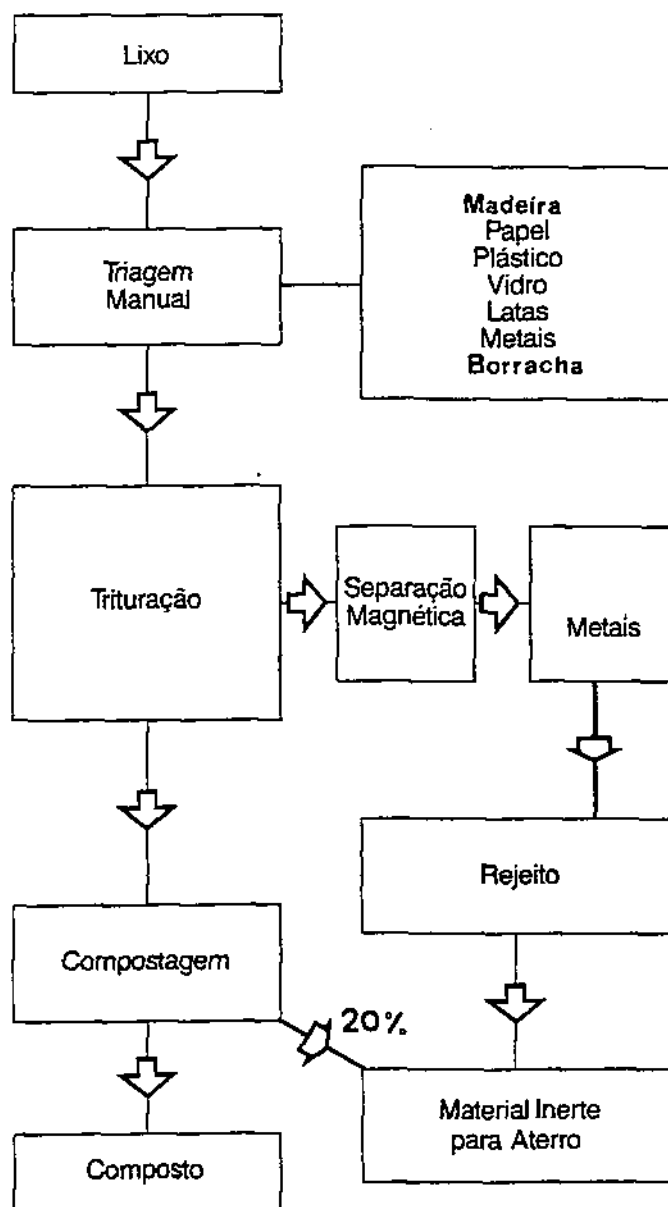 Lixo
Triagem
Manual
Madeira
Papel
Plástico
Vidro
Latas
Metais
Borracha
Trituração
Separação
Magnética
Metais
Rejeito
Compostagem
20%
Material Inerte
para Aterro
Composto